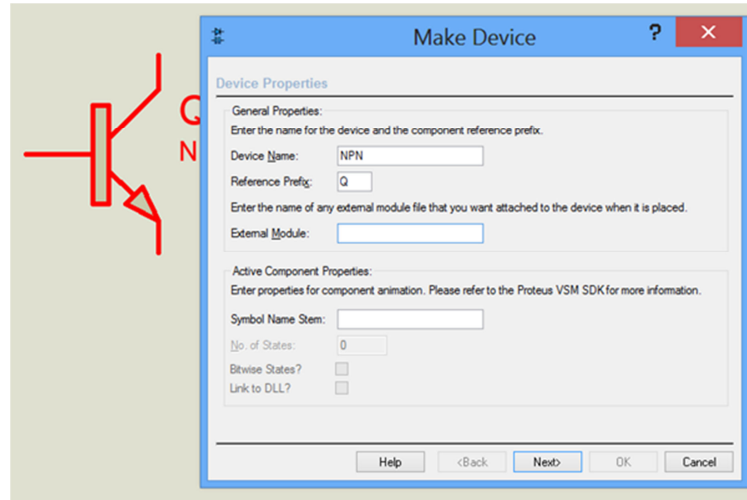 Make Device
?
X
Device Properties
General Properties:
Enter the name for the device and the component reference prefix.
Device Name: NPN
Reference Prefix: Q
Enter the name of any external module file that you want attached to the device when it is placed.
External Module:
Active Component Properties:
Enter properties for component animation. Please refer to the Proteus VSM SDK for more information.
Symbol Name Stem:
No. of States: 0
Bitwise States?
Link to DLL?
Help <Back Next> OK Cancel
Q
N